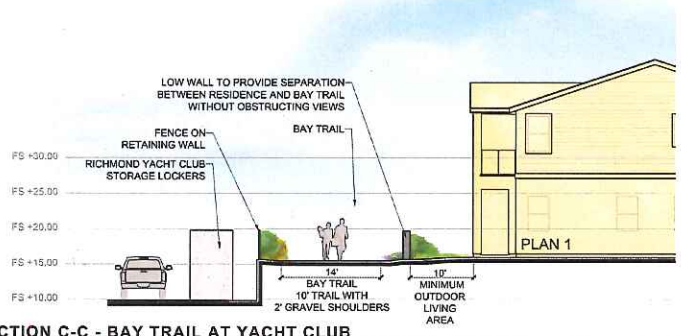 LOW WALL TO PROVIDE SEPARATION
BETWEEN RESIDENCE AND BAY TRAIL
WITHOUT OBSTRUCTING VIEWS
BAY TRAIL
FENCE ON
RETAINING WALL
RICHMOND YACHT CLUB
STORAGE LOCKERS
FS +30.00
FS +25.00
FS +20.00
FS +15.00
FS +10.00
PLAN 1
14'
BAY TRAIL
10' TRAIL WITH
2' GRAVEL SHOULDERS
10'
MINIMUM
OUTDOOR
LIVING
AREA
CTION C-C - BAY TRAIL AT YACHT CLUB